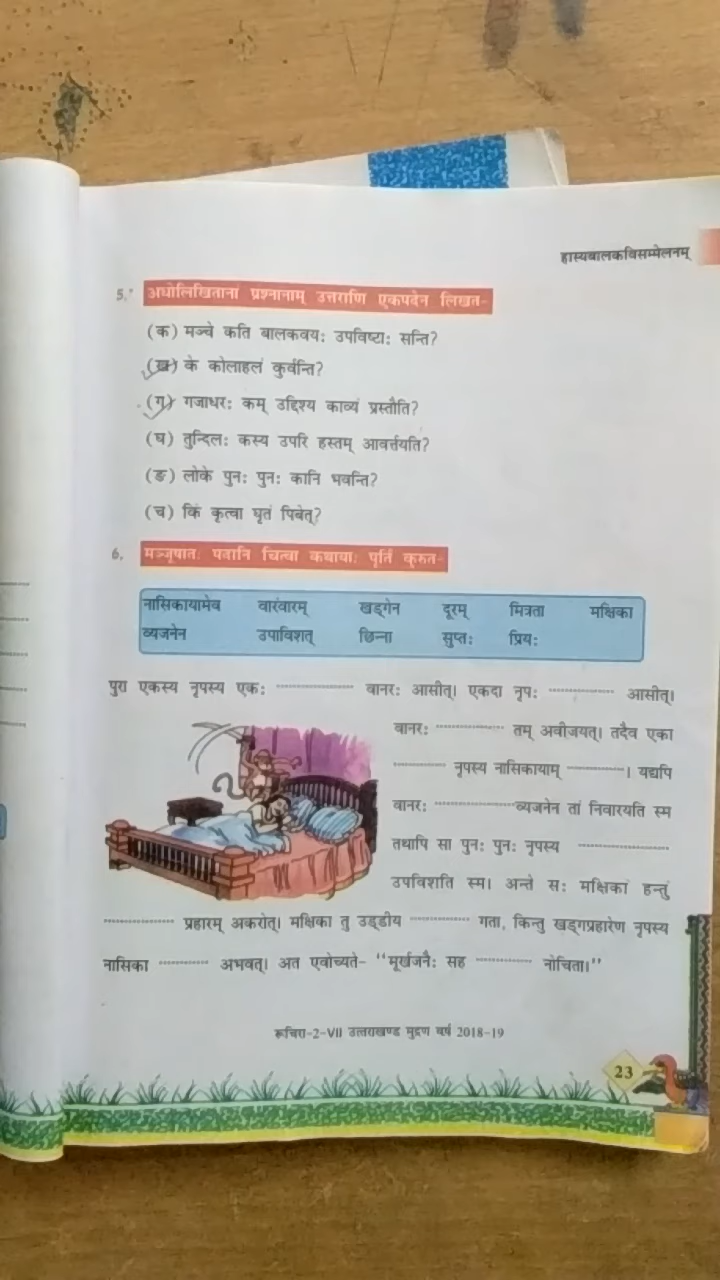 हास्यबालकविसम्मेलनम्
5. अधोलिखितानां प्रश्नानाम् उत्तराणि एकपदेन लिखत-
(क) मञ्चे कति बालकवयः उपविष्टाः सन्ति?
(ख) के कोलाहलं कुर्वन्ति?
(ग) गजाधरः कम् उद्दिश्य काव्यं प्रस्तौति?
(घ) तुन्दिलः कस्य उपरि हस्तम् आवर्त्तयति?
(ङ) लोके पुनः पुनः कानि भवन्ति?
(च) किं कृत्वा घृतं पिबेत्?
6. मञ्जूषातः पदानि चित्वा कथायाः पूर्तिं कुरुत-
नासिकायामेव वारंवारम् खड्गेन दूरम् मित्रता मक्षिका
व्यजनेन उपाविशत् छिन्ना सुप्तः प्रियः
पुरा एकस्य नृपस्य एकः ............... वानरः आसीत्। एकदा नृपः ............... आसीत्।
वानरः ............... तम् अवीजयत्। तदैव एका
............... नृपस्य नासिकायाम् ...............। यद्यपि
वानरः ............... व्यजनेन तां निवारयति स्म
तथापि सा पुनः पुनः नृपस्य ...............
उपविशति स्म। अन्ते सः मक्षिकां हन्तुं
............... प्रहारम् अकरोत्। मक्षिका तु उड्डीय ............... गता, किन्तु खड्गप्रहारेण नृपस्य
नासिका ............... अभवत्। अत एवोच्यते- "मूर्खजनैः सह ............... नोचिता।"
रूचिरा-2-VII उत्तराखण्ड मुद्रण वर्ष 2018-19
23